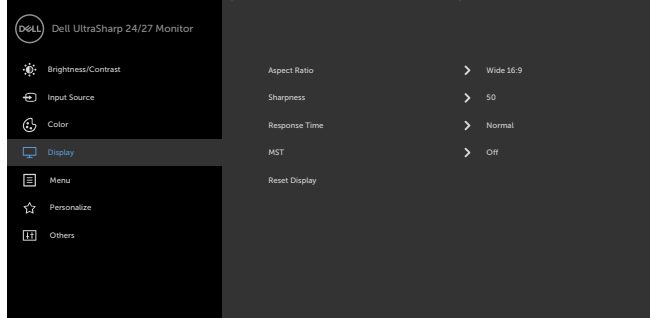 DELL Dell UltraSharp 24/27 Monitor
Brightness/Contrast
Aspect Ratio Wide 16:9
Input Source
Sharpness 50
Color
Response Time Normal
Display
MST Off
Menu
Reset Display
Personalize
Others